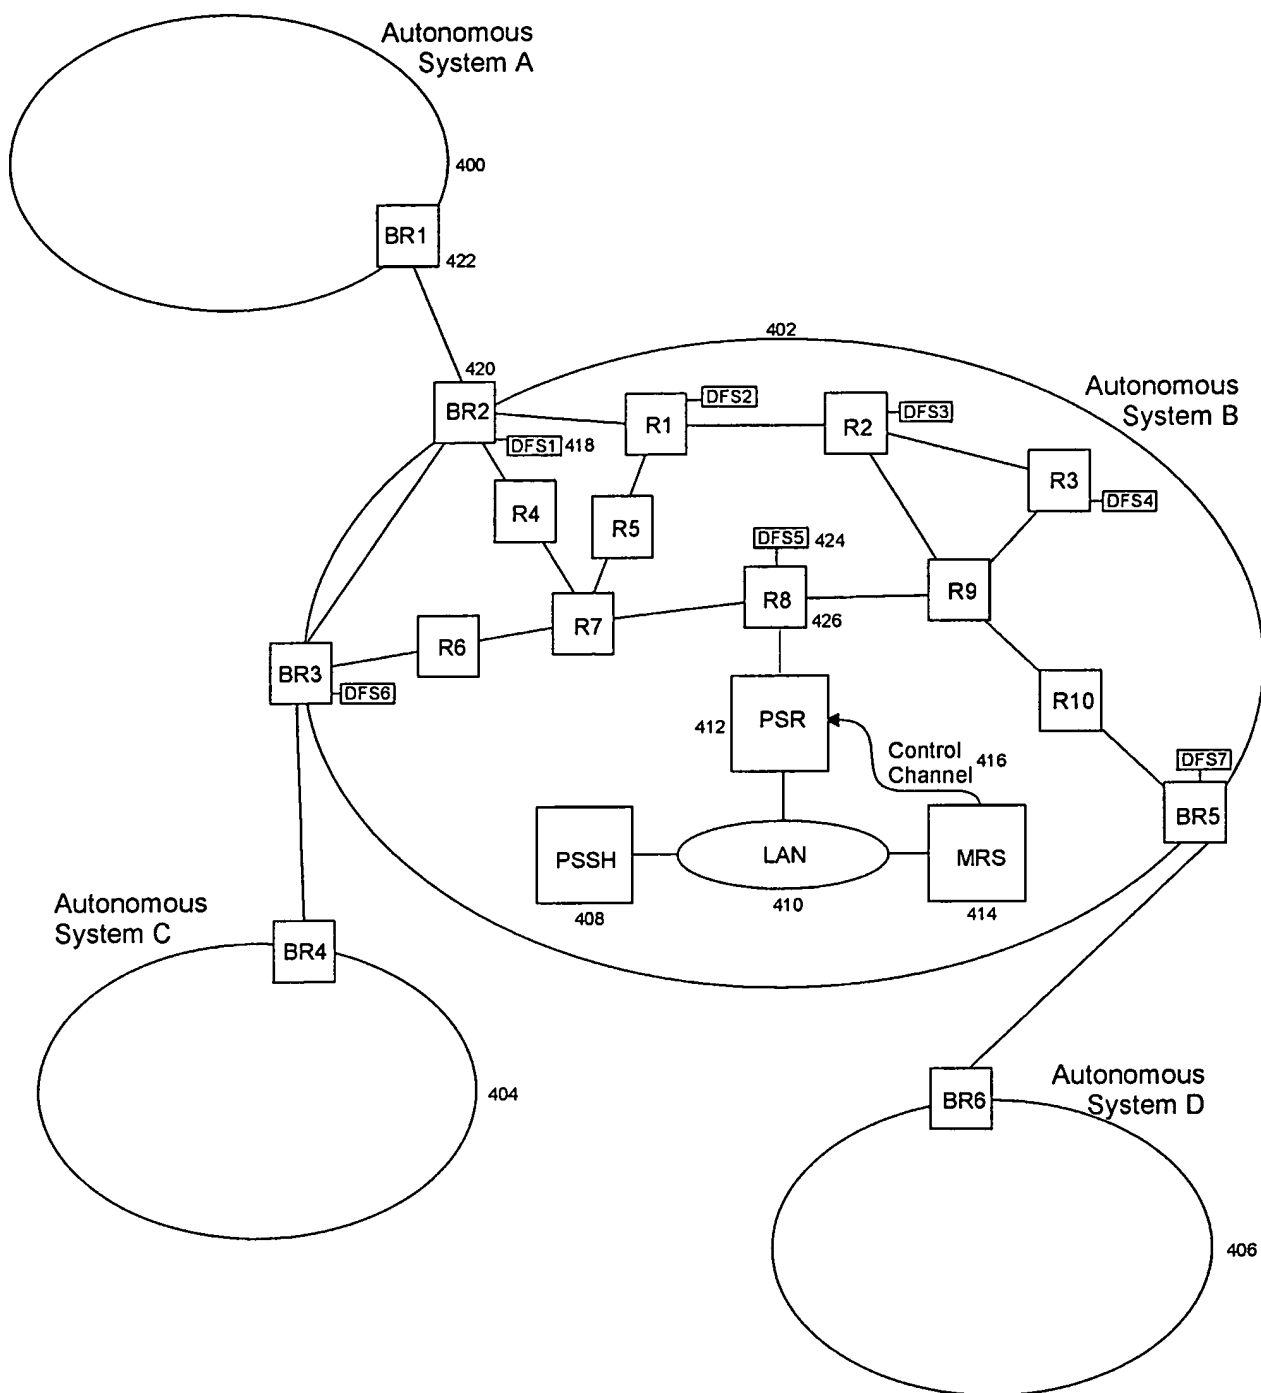 Autonomous
System A
400
BR1
422
402
420
Autonomous
System B
BR2
DFS2
R1
DFS3
R2
DFS1 418
R3
DFS4
R4
R5
DFS5 424
R8
426
R9
R7
R6
BR3
DFS6
R10
PSR
412
Control
Channel 416
DFS7
BR5
PSSH
408
LAN
410
MRS
414
Autonomous
System C
BR4
404
Autonomous
System D
BR6
406